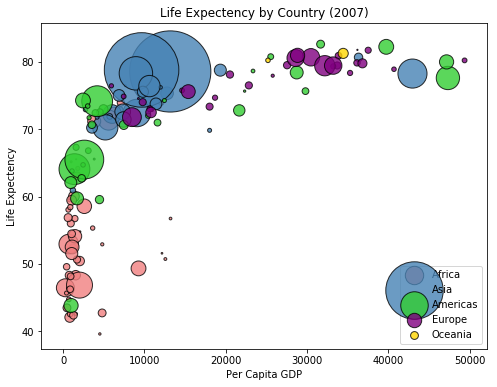 Life Expectency by Country (2007)
Life Expectency
80
70
60
50
40
0
10000
20000
30000
40000
50000
Per Capita GDP
Africa
Asia
Americas
Europe
Oceania